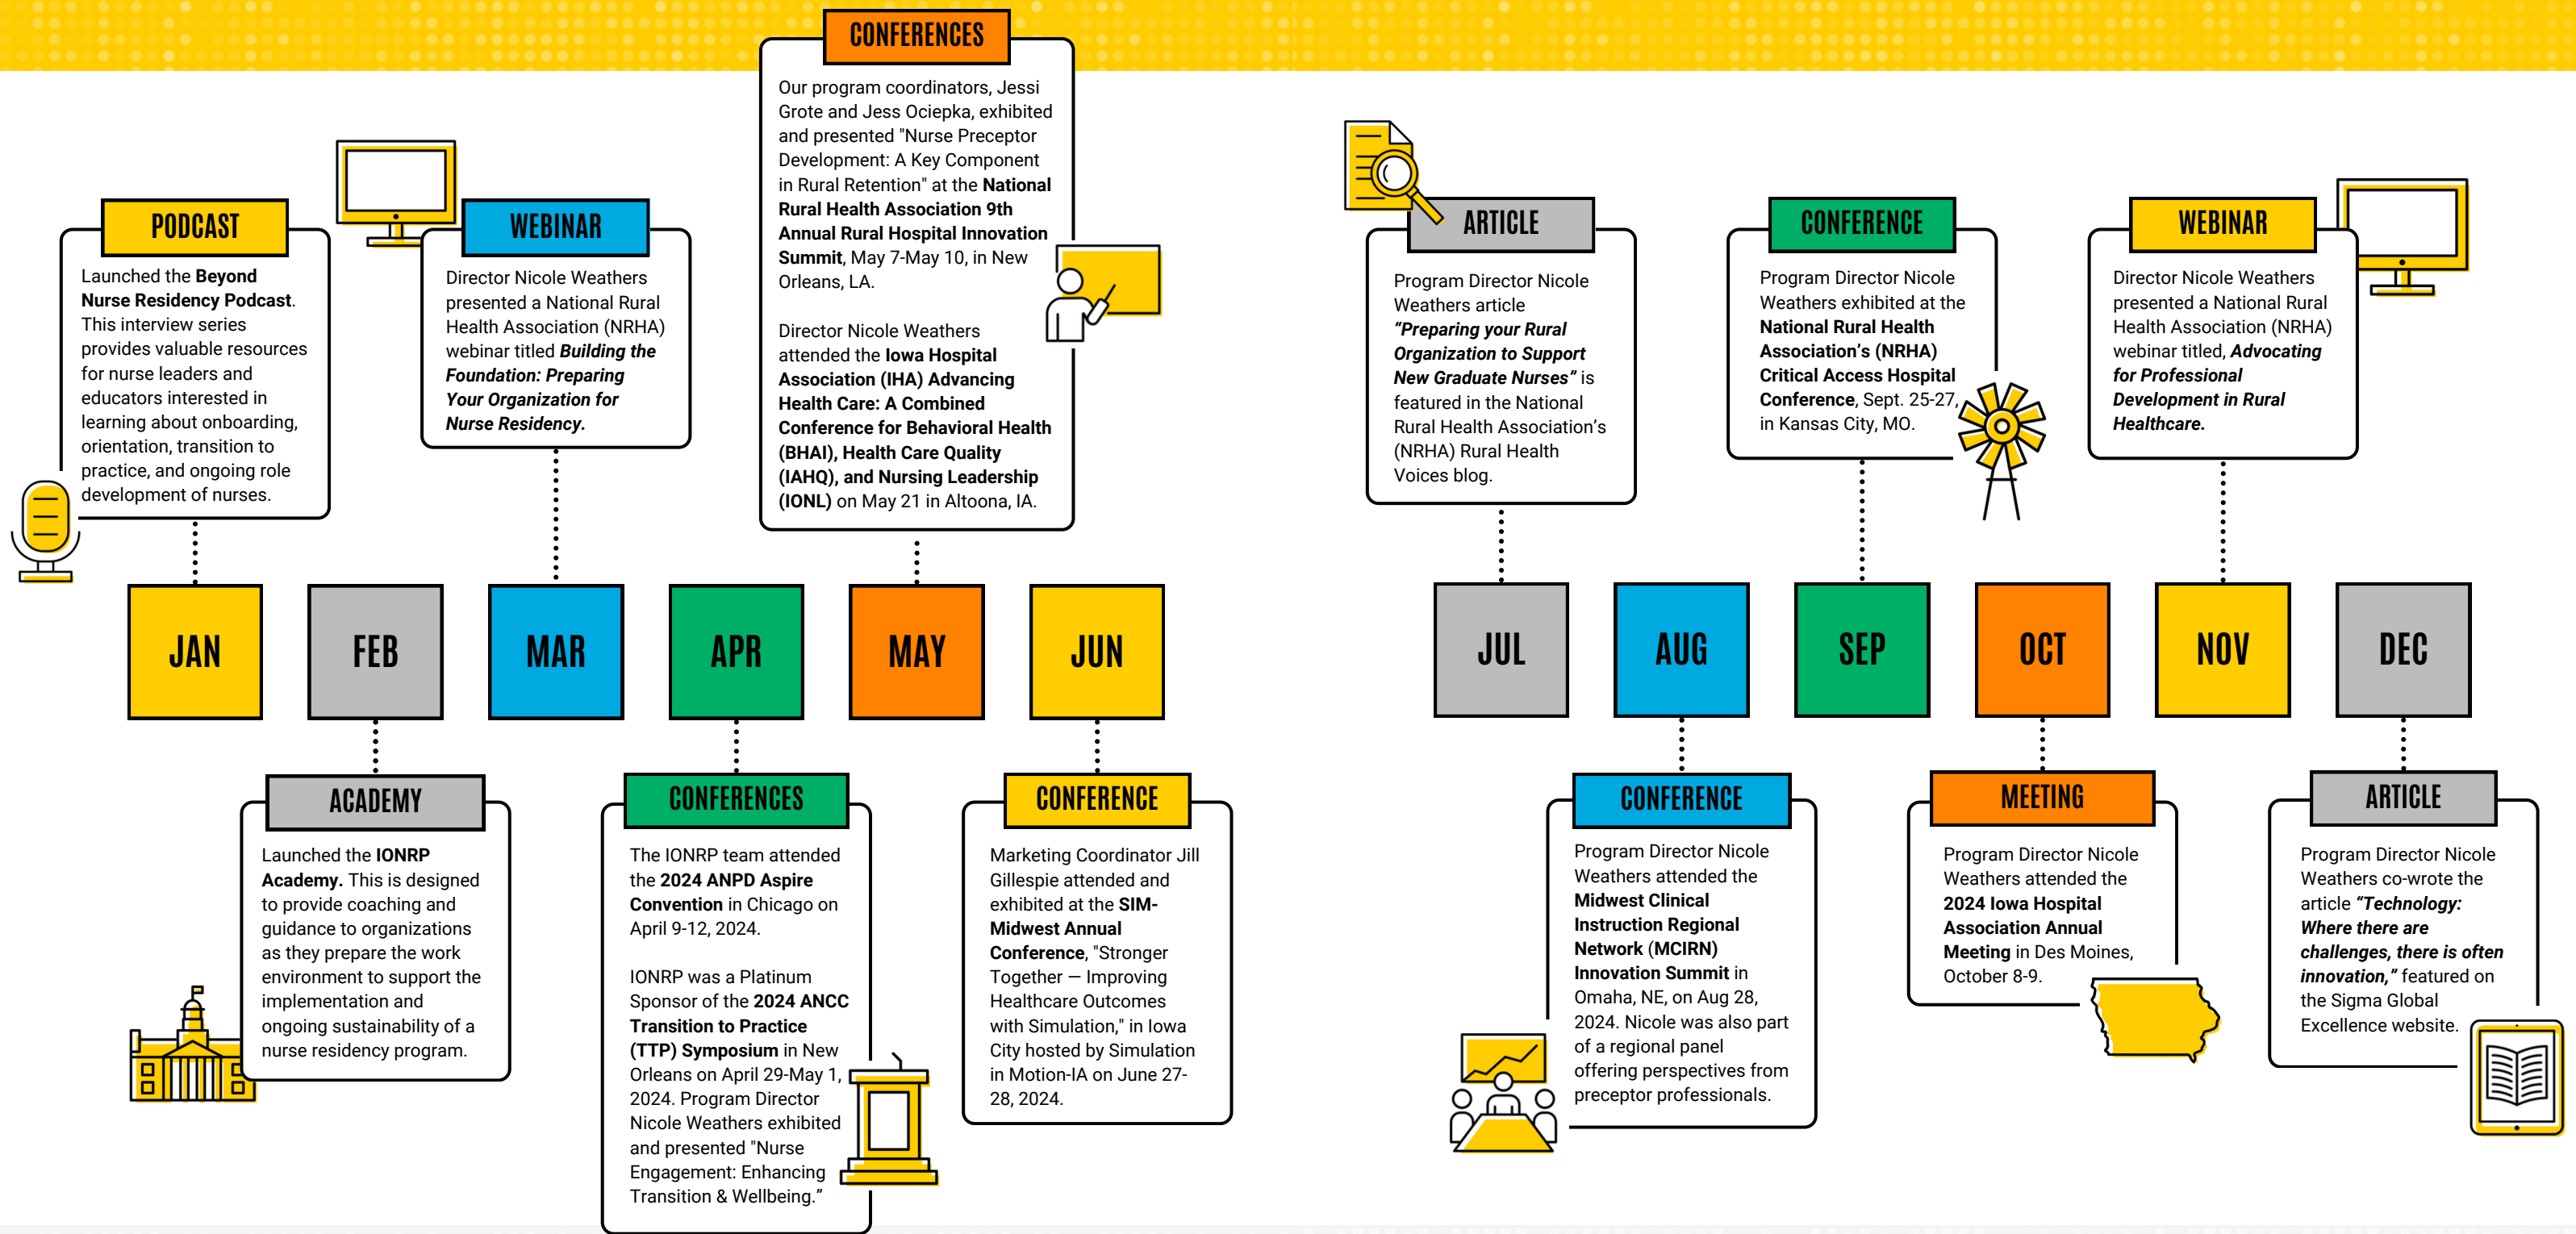 PODCAST
Launched the Beyond
Nurse Residency Podcast.
This interview series
provides valuable resources
for nurse leaders and
educators interested in
learning about onboarding,
orientation, transition to
practice, and ongoing role
development of nurses.
WEBINAR
Director Nicole Weathers
presented a National Rural
Health Association (NRHA)
webinar titled Building the
Foundation: Preparing
Your Organization for
Nurse Residency.
CONFERENCES
Our program coordinators, Jessi
Grote and Jess Ociepka, exhibited
and presented "Nurse Preceptor
Development: A Key Component
in Rural Retention" at the National
Rural Health Association 9th
Annual Rural Hospital Innovation
Summit, May 7-May 10, in New
Orleans, LA.
Director Nicole Weathers
attended the Iowa Hospital
Association (IHA) Advancing
Health Care: A Combined
Conference for Behavioral Health
(BHAI), Health Care Quality
(IAHQ), and Nursing Leadership
(IONL) on May 21 in Altoona, IA.
ARTICLE
Program Director Nicole
Weathers article
“Preparing your Rural
Organization to Support
New Graduate Nurses” is
featured in the National
Rural Health Association’s
(NRHA) Rural Health
Voices blog.
CONFERENCE
Program Director Nicole
Weathers exhibited at the
National Rural Health
Association’s (NRHA)
Critical Access Hospital
Conference, Sept. 25-27,
in Kansas City, MO.
WEBINAR
Director Nicole Weathers
presented a National Rural
Health Association (NRHA)
webinar titled, Advocating
for Professional
Development in Rural
Healthcare.
JAN
FEB
MAR
APR
MAY
JUN
JUL
AUG
SEP
OCT
NOV
DEC
ACADEMY
Launched the IONRP
Academy. This is designed
to provide coaching and
guidance to organizations
as they prepare the work
environment to support the
implementation and
ongoing sustainability of a
nurse residency program.
CONFERENCES
The IONRP team attended
the 2024 ANPD Aspire
Convention in Chicago on
April 9-12, 2024.
IONRP was a Platinum
Sponsor of the 2024 ANCC
Transition to Practice
(TTP) Symposium in New
Orleans on April 29-May 1,
2024. Program Director
Nicole Weathers exhibited
and presented "Nurse
Engagement: Enhancing
Transition & Wellbeing.”
CONFERENCE
Marketing Coordinator Jill
Gillespie attended and
exhibited at the SIM-
Midwest Annual
Conference, "Stronger
Together — Improving
Healthcare Outcomes
with Simulation," in Iowa
City hosted by Simulation
in Motion-IA on June 27-
28, 2024.
CONFERENCE
Program Director Nicole
Weathers attended the
Midwest Clinical
Instruction Regional
Network (MCIRN)
Innovation Summit in
Omaha, NE, on Aug 28,
2024. Nicole was also part
of a regional panel
offering perspectives from
preceptor professionals.
MEETING
Program Director Nicole
Weathers attended the
2024 Iowa Hospital
Association Annual
Meeting in Des Moines,
October 8-9.
ARTICLE
Program Director Nicole
Weathers co-wrote the
article “Technology:
Where there are
challenges, there is often
innovation,” featured on
the Sigma Global
Excellence website.